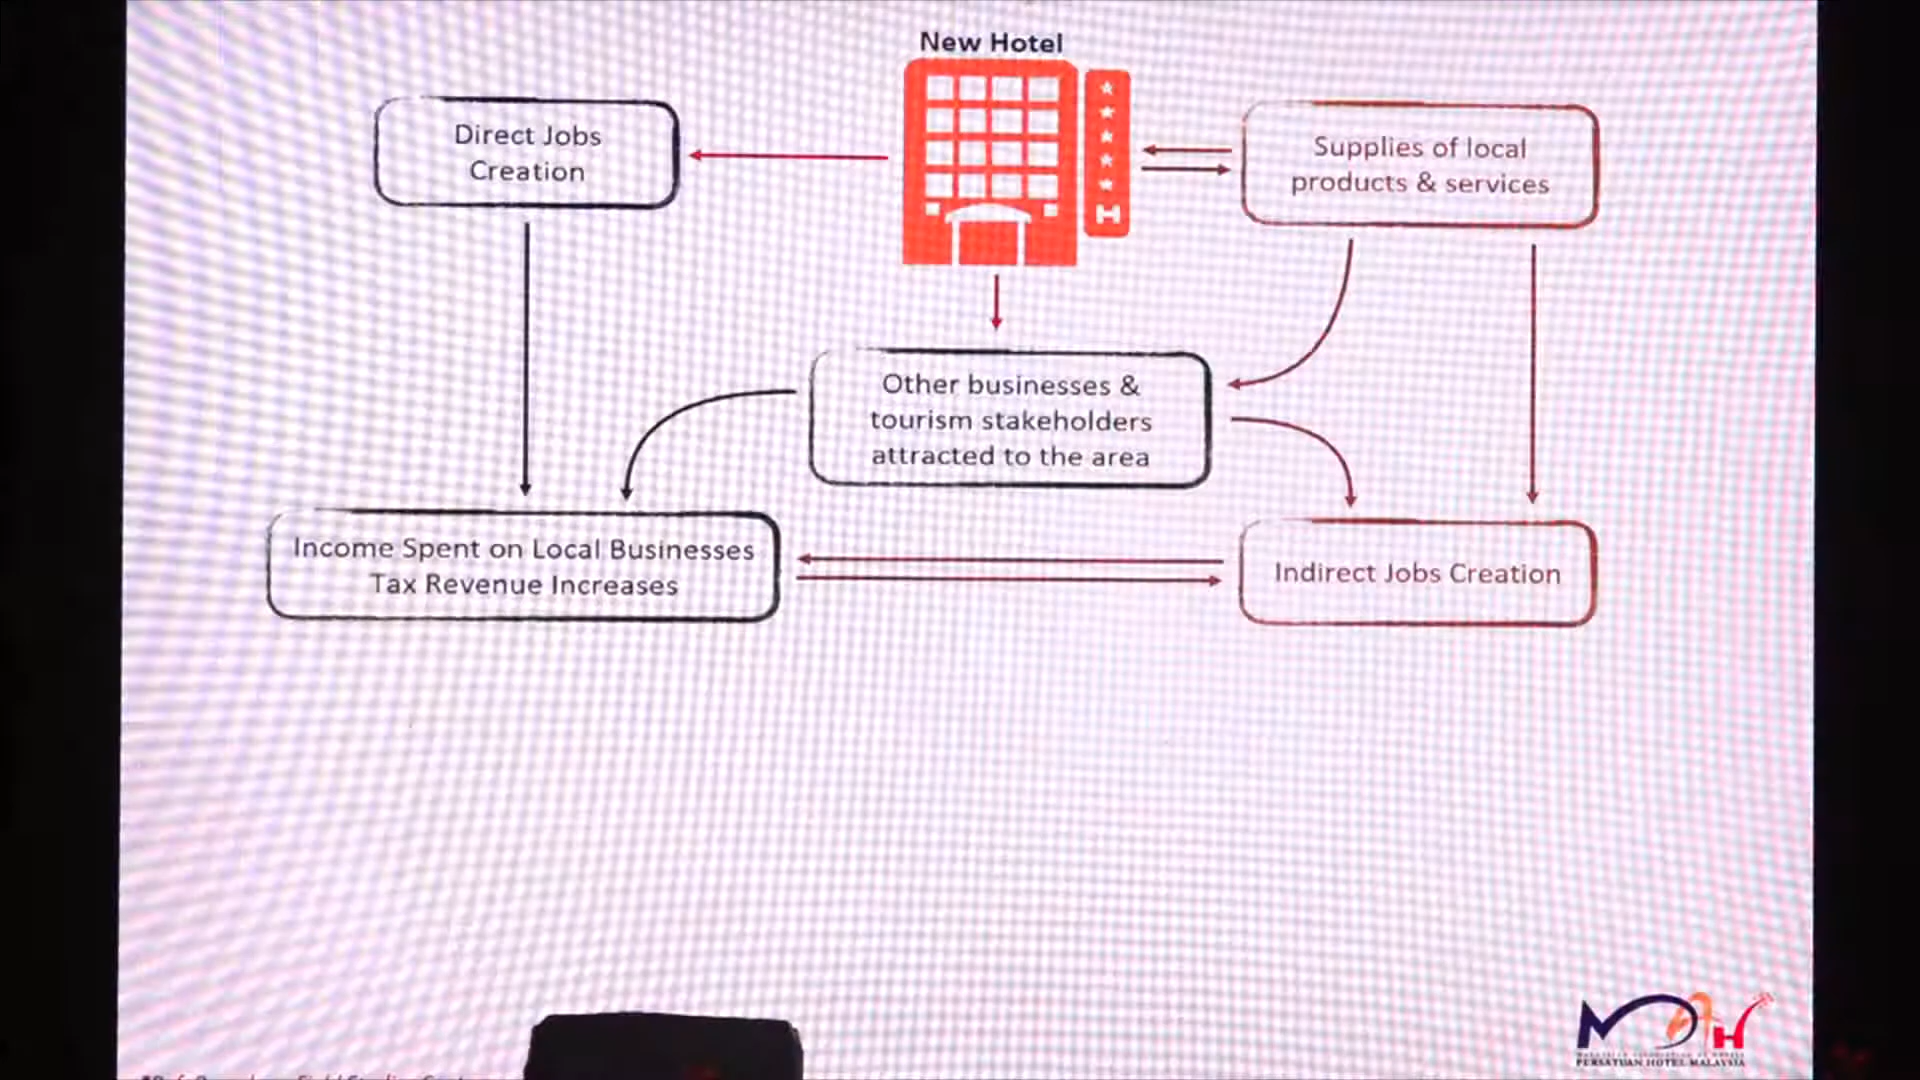 New Hotel
Direct Jobs
Creation
Supplies of local
products & services
Other businesses &
tourism stakeholders
attracted to the area
Income Spent on Local Businesses
Tax Revenue Increases
Indirect Jobs Creation
H
MAH
PERSATUAN HOTEL MALAYSIA